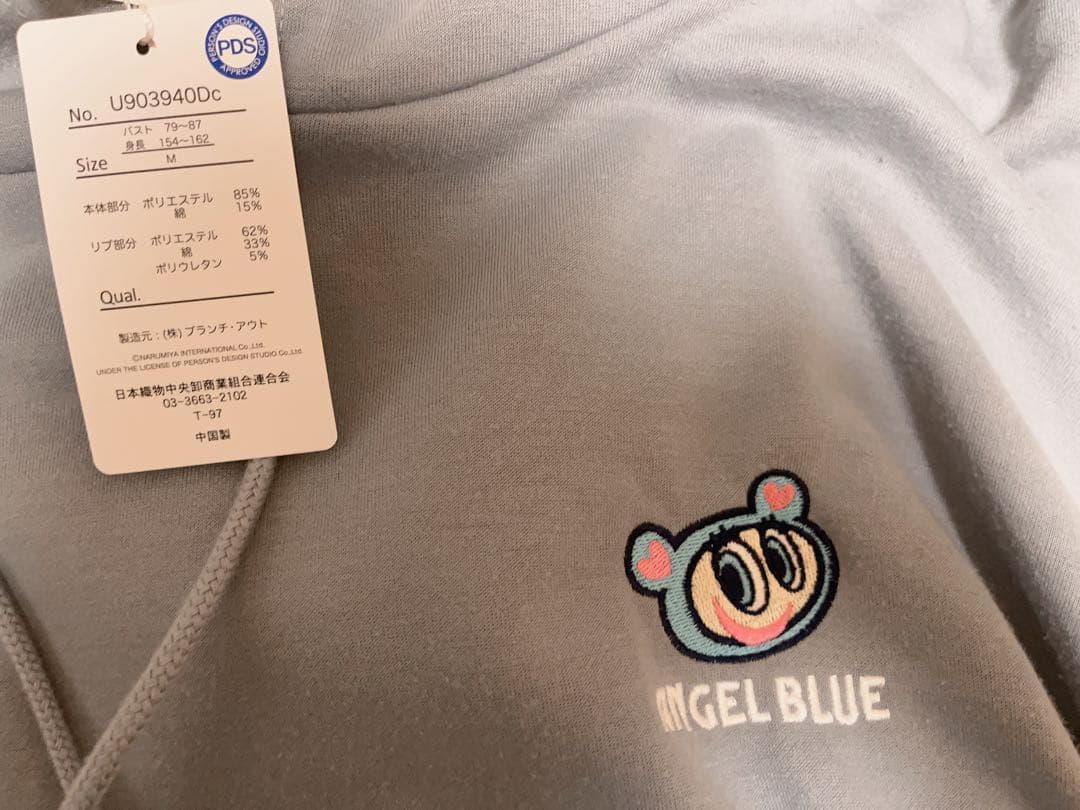 PERSON'S DESIGN STUDIO
PDS
APPROVED
No. U903940Dc
バスト 79〜87
身長 154〜162
Size M
本体部分 ポリエステル 85%
綿 15%
リブ部分 ポリエステル 62%
綿 33%
ポリウレタン 5%
Qual.
製造元:(株)ブランチ・アウト
©NARUMIYA INTERNATIONAL Co.,Ltd.
UNDER THE LICENSE OF PERSON'S DESIGN STUDIO Co.,Ltd.
日本織物中央卸商業組合連合会
03-3663-2102
T-97
中国製
ANGEL BLUE